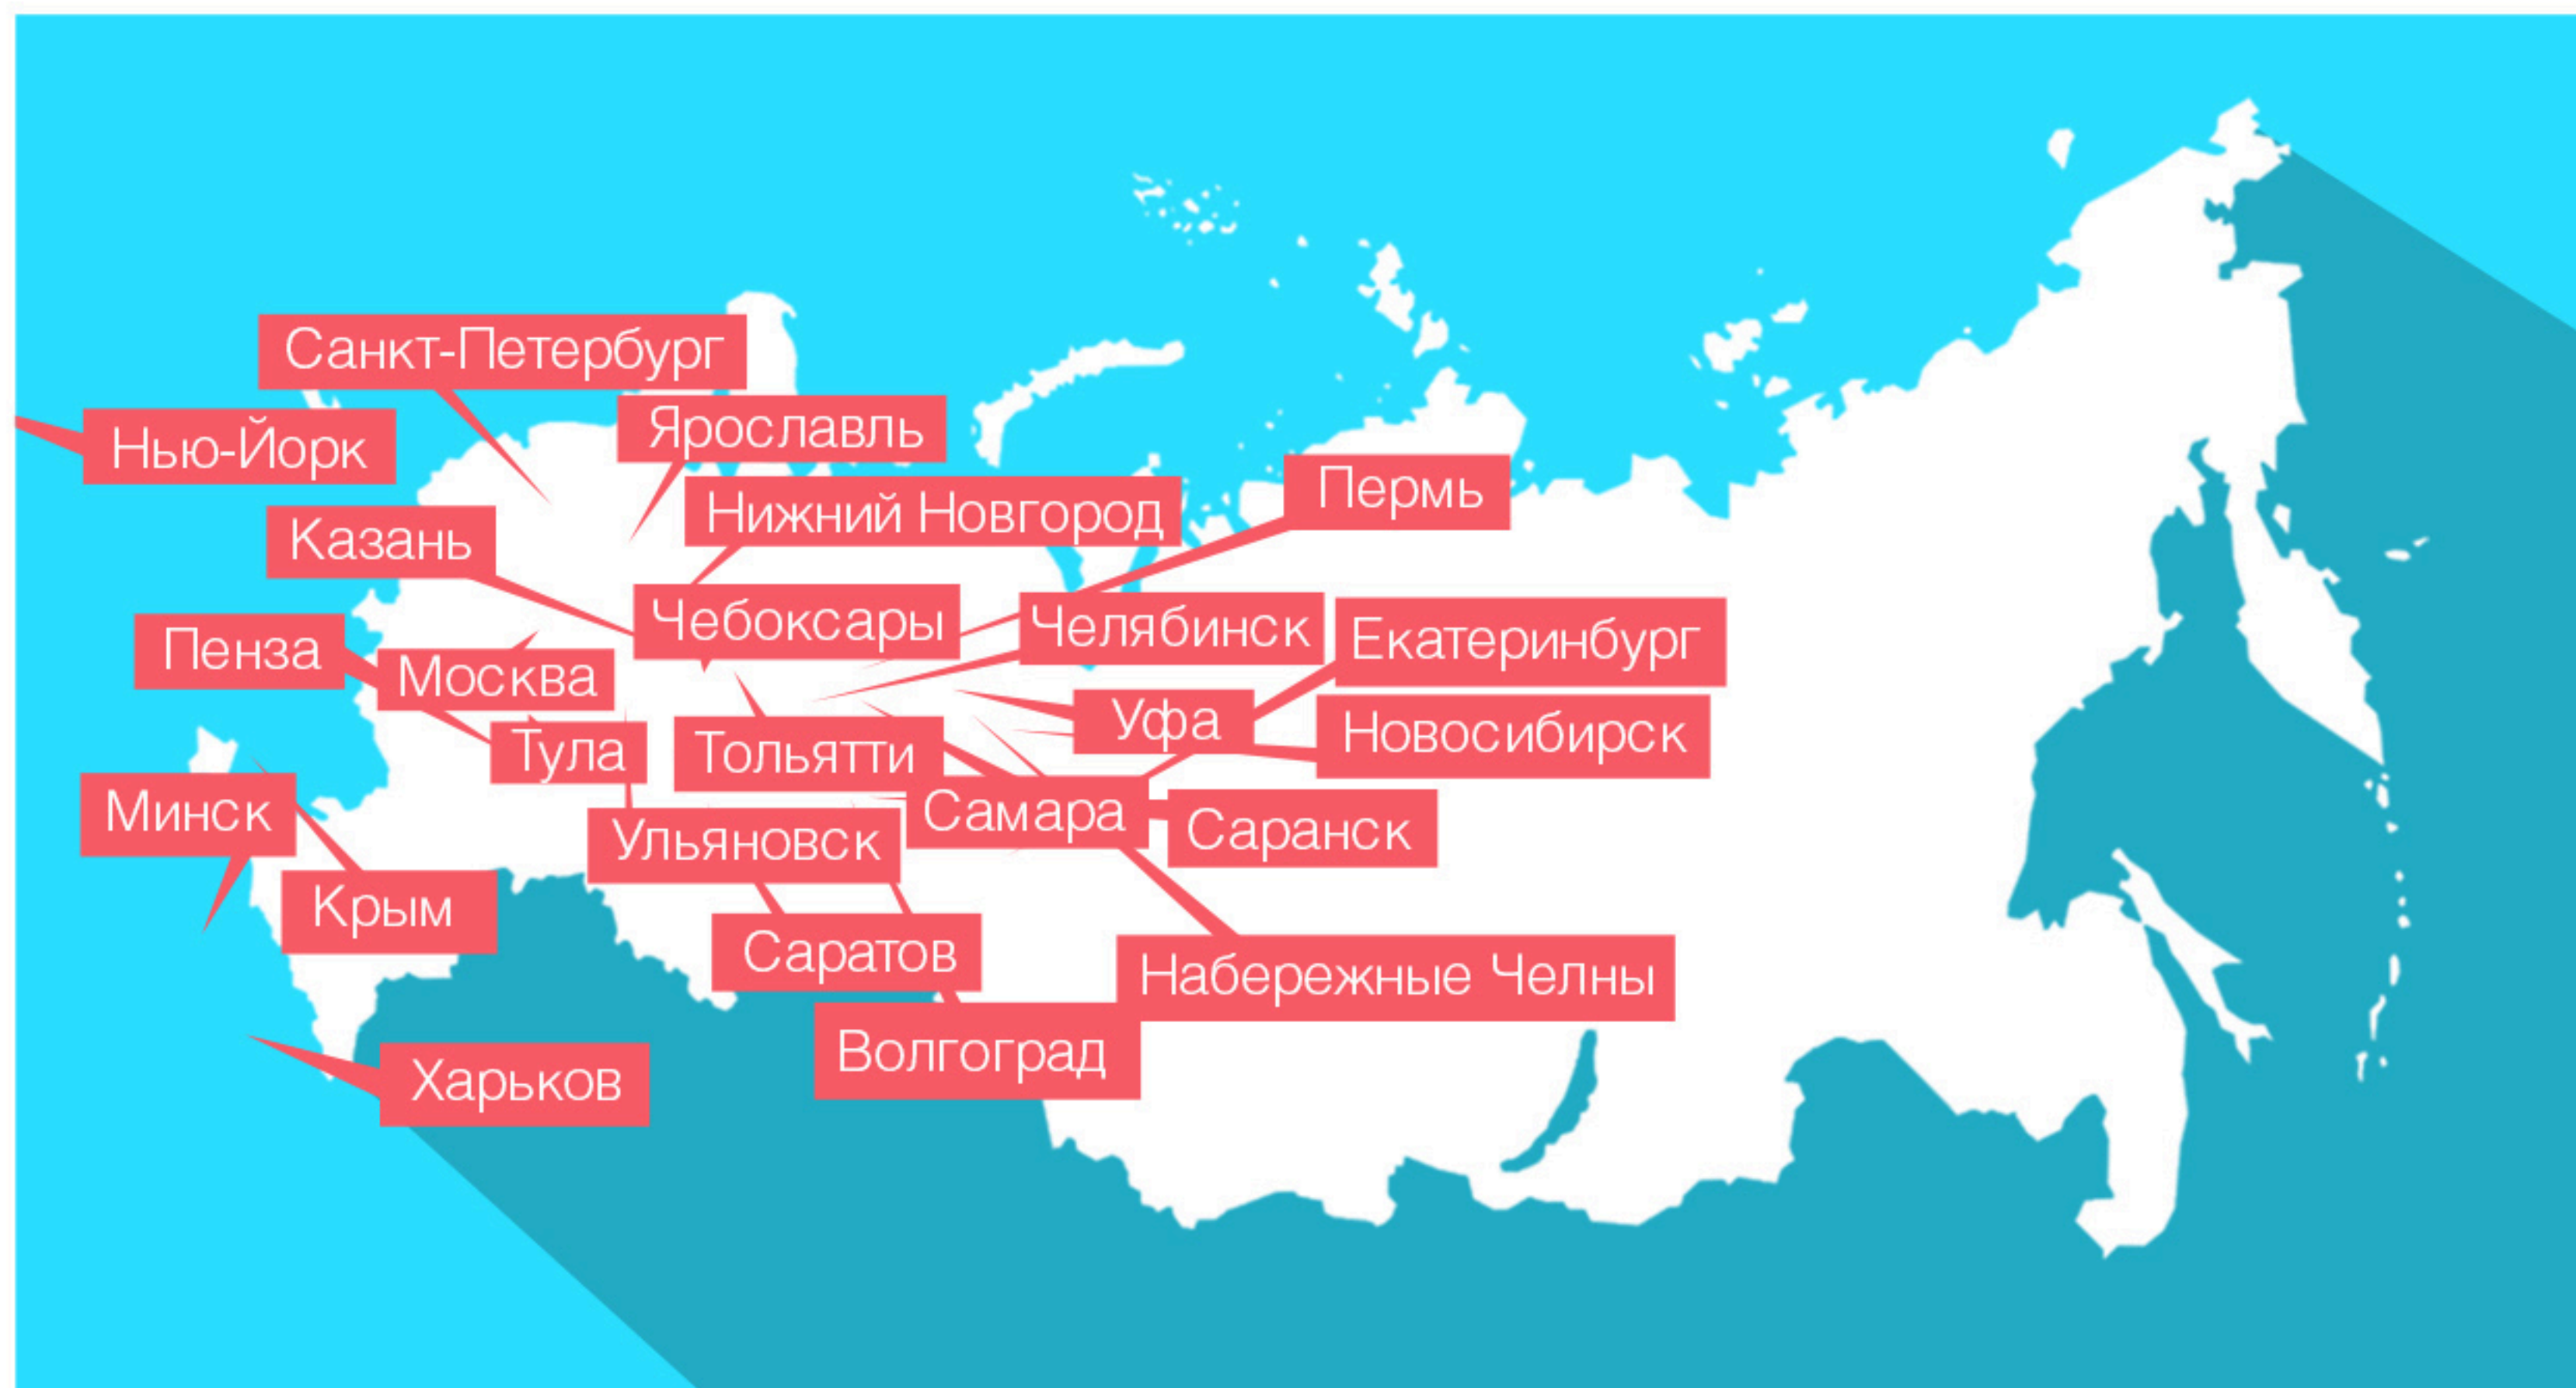 Санкт-Петербург
Ярославль
Нью-Йорк
Нижний Новгород
Пермь
Казань
Чебоксары
Челябинск
Екатеринбург
Пенза
Москва
Уфа
Новосибирск
Тула
Тольятти
Минск
Ульяновск
Самара
Саранск
Крым
Саратов
Набережные Челны
Волгоград
Харьков